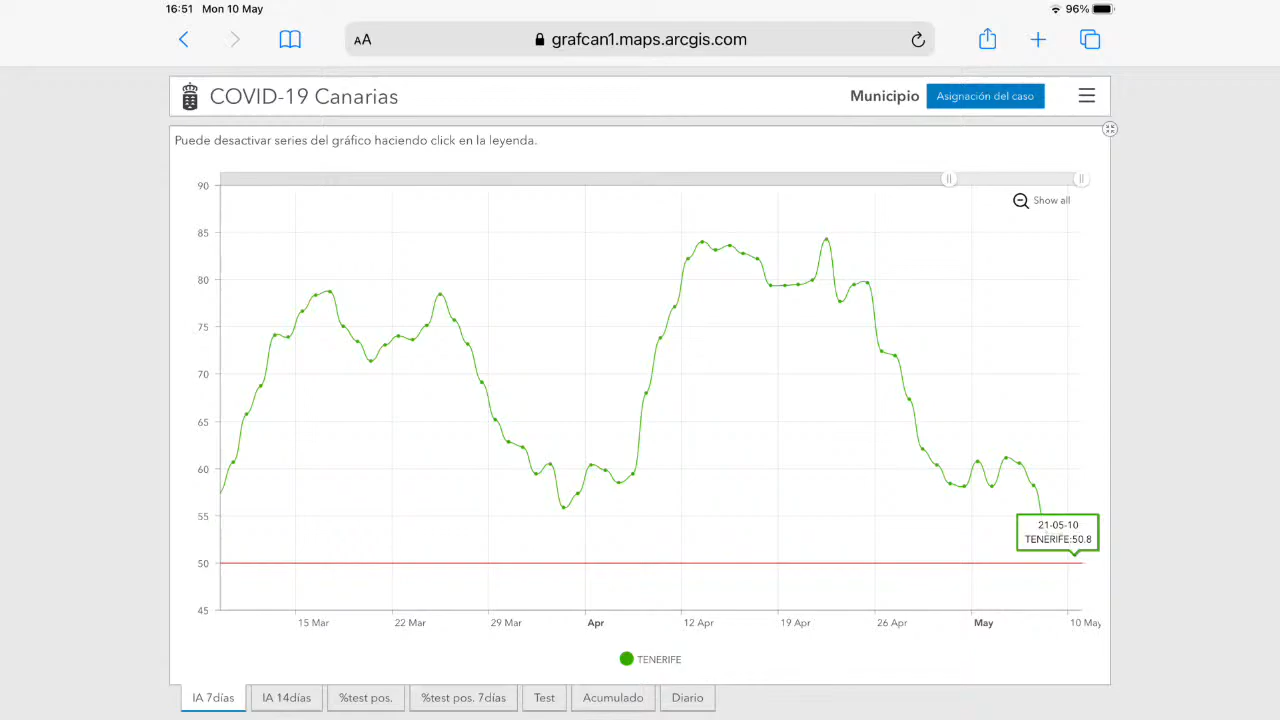 16:51 Mon 10 May
96%
AA
grafcan1.maps.arcgis.com
COVID-19 Canarias
Municipio
Asignación del caso
Puede desactivar series del gráfico haciendo click en la leyenda.
Show all
90
85
80
75
70
65
60
55
50
45
21-05-10
TENERIFE:50.8
15 Mar
22 Mar
29 Mar
Apr
12 Apr
19 Apr
26 Apr
May
10 May
TENERIFE
IA 7días
IA 14días
%test pos.
%test pos. 7días
Test
Acumulado
Diario